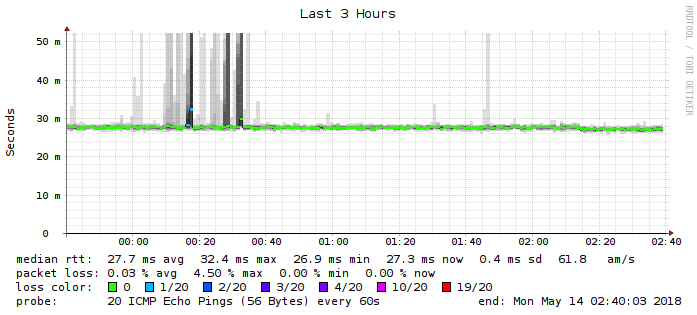 Last 3 Hours
RRDTOOL / TOBI OETIKER
Seconds
50 m
40 m
30 m
20 m
10 m
0
00:00 00:20 00:40 01:00 01:20 01:40 02:00 02:20 02:40
median rtt: 27.7 ms avg 32.4 ms max 26.9 ms min 27.3 ms now 0.4 ms sd 61.8 am/s
packet loss: 0.03 % avg 4.50 % max 0.00 % min 0.00 % now
loss color: 0 1/20 2/20 3/20 4/20 10/20 19/20
probe: 20 ICMP Echo Pings (56 Bytes) every 60s end: Mon May 14 02:40:03 2018